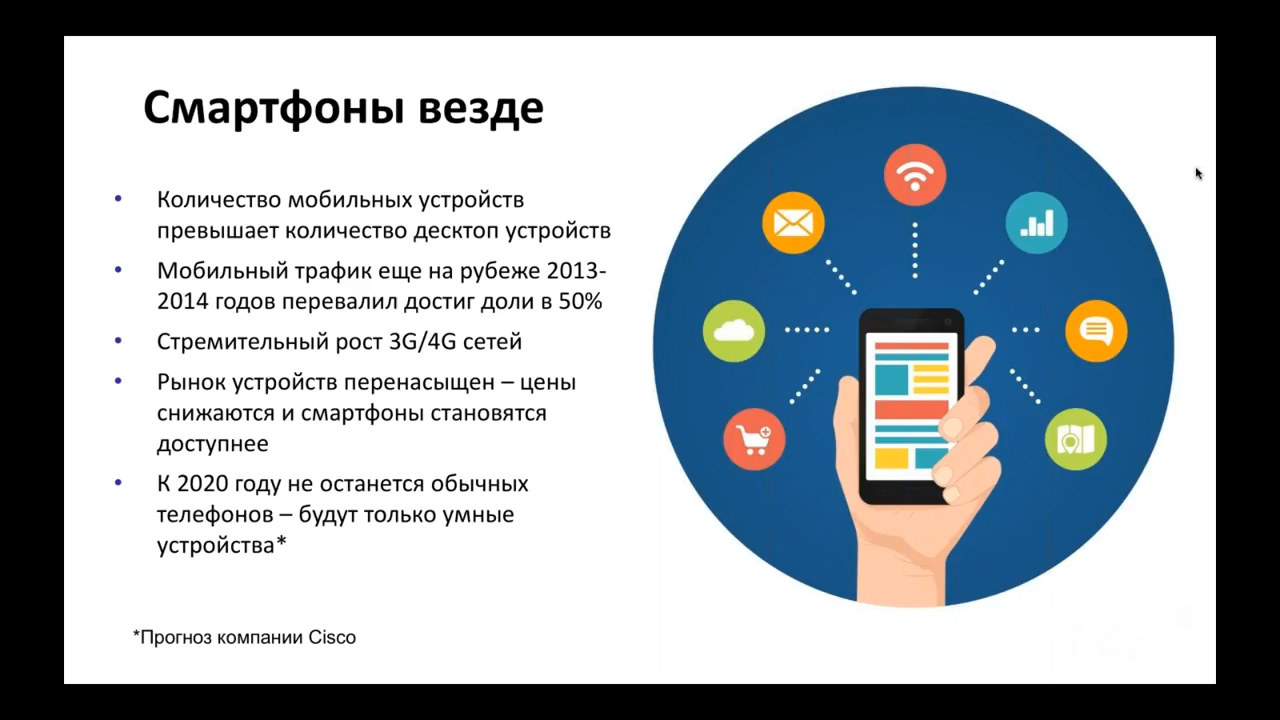 Смартфоны везде
• Количество мобильных устройств
превышает количество десктоп устройств
• Мобильный трафик еще на рубеже 2013-
2014 годов перевалил достиг доли в 50%
• Стремительный рост 3G/4G сетей
• Рынок устройств перенасыщен – цены
снижаются и смартфоны становятся
доступнее
• К 2020 году не останется обычных
телефонов – будут только умные
устройства*
*Прогноз компании Cisco